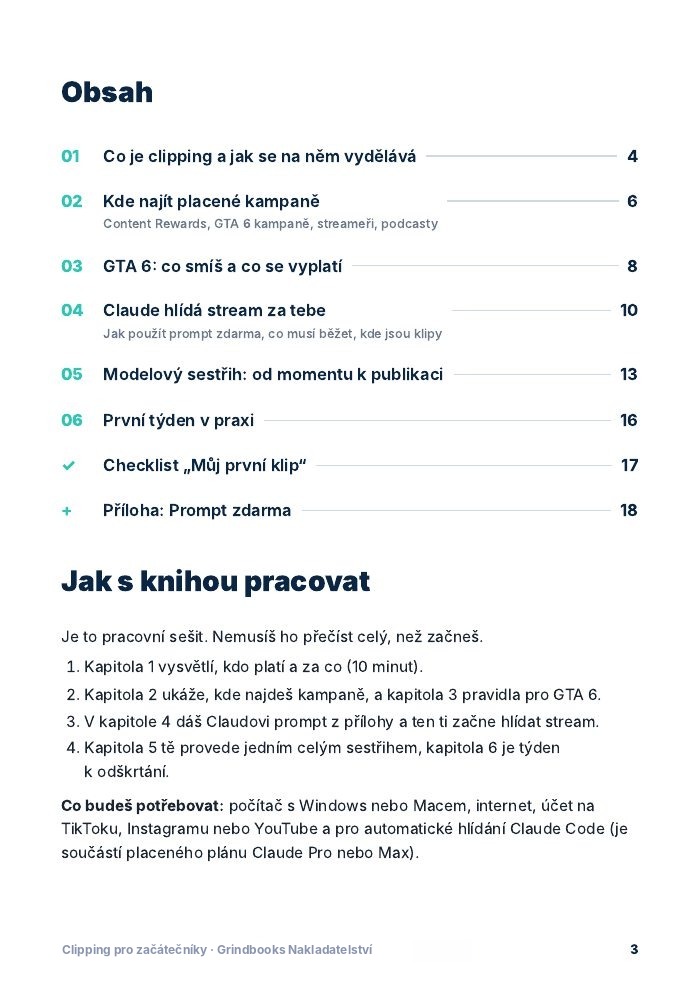 Obsah
01 Co je clipping a jak se na něm vydělává 4
02 Kde najít placené kampaně 6
Content Rewards, GTA 6 kampaně, streameři, podcasty
03 GTA 6: co smíš a co se vyplatí 8
04 Claude hlídá stream za tebe 10
Jak použít prompt zdarma, co musí běžet, kde jsou klipy
05 Modelový sestřih: od momentu k publikaci 13
06 První týden v praxi 16
✓ Checklist „Můj první klip“ 17
+ Příloha: Prompt zdarma 18
Jak s knihou pracovat
Je to pracovní sešit. Nemusíš ho přečíst celý, než začneš.
1. Kapitola 1 vysvětlí, kdo platí a za co (10 minut).
2. Kapitola 2 ukáže, kde najdeš kampaně, a kapitola 3 pravidla pro GTA 6.
3. V kapitole 4 dáš Claudovi prompt z přílohy a ten ti začne hlídat stream.
4. Kapitola 5 tě provede jedním celým sestřihem, kapitola 6 je týden
k odškrtání.
Co budeš potřebovat: počítač s Windows nebo Macem, internet, účet na
TikToku, Instagramu nebo YouTube a pro automatické hlídání Claude Code (je
součástí placeného plánu Claude Pro nebo Max).
Clipping pro začátečníky · Grindbooks Nakladatelství 3